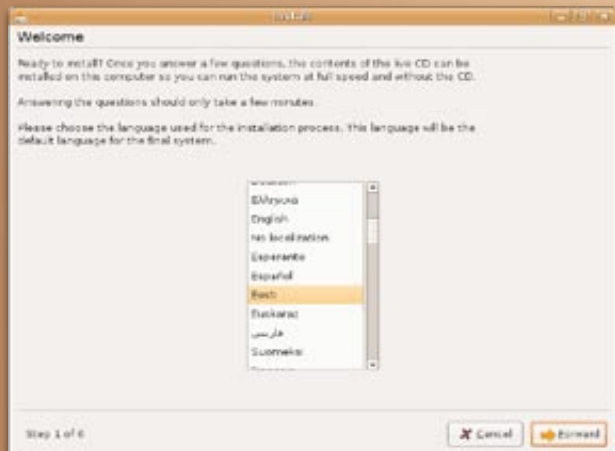 Install
Welcome
Ready to install? Once you answer a few questions, the contents of the live CD can be
installed on this computer so you can run the system at full speed and without the CD.
Answering the questions should only take a few minutes.
Please choose the language used for the installation process. This language will be the
default language for the final system.
Ελληνικά
English
No localization
Esperanto
Español
Eesti
Euskaraz
فارسی
Suomeksi
Step 1 of 6
Cancel
Forward